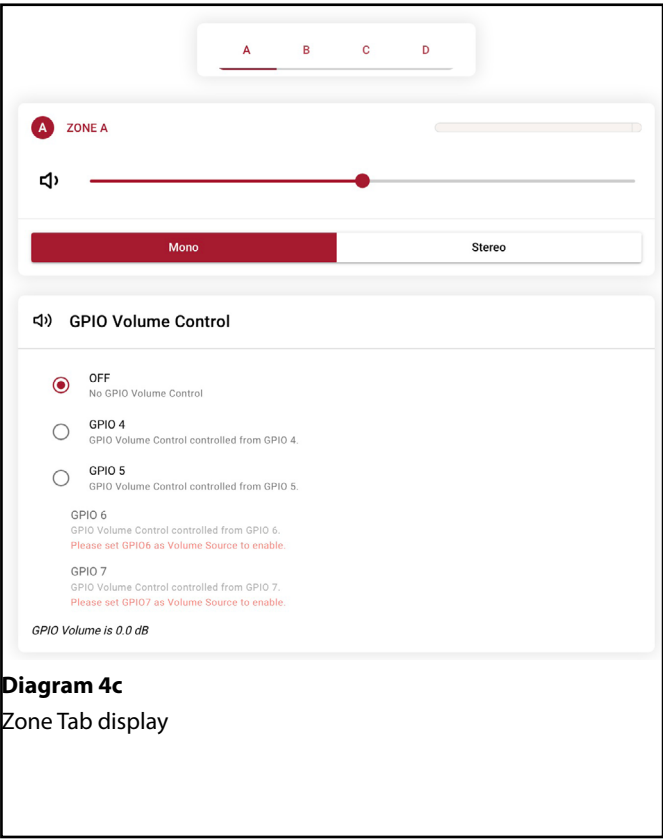 A B C D
A ZONE A
Mono Stereo
GPIO Volume Control
OFF
No GPIO Volume Control
GPIO 4
GPIO Volume Control controlled from GPIO 4.
GPIO 5
GPIO Volume Control controlled from GPIO 5.
GPIO 6
GPIO Volume Control controlled from GPIO 6.
Please set GPIO6 as Volume Source to enable.
GPIO 7
GPIO Volume Control controlled from GPIO 7.
Please set GPIO7 as Volume Source to enable.
GPIO Volume is 0.0 dB
Diagram 4c
Zone Tab display